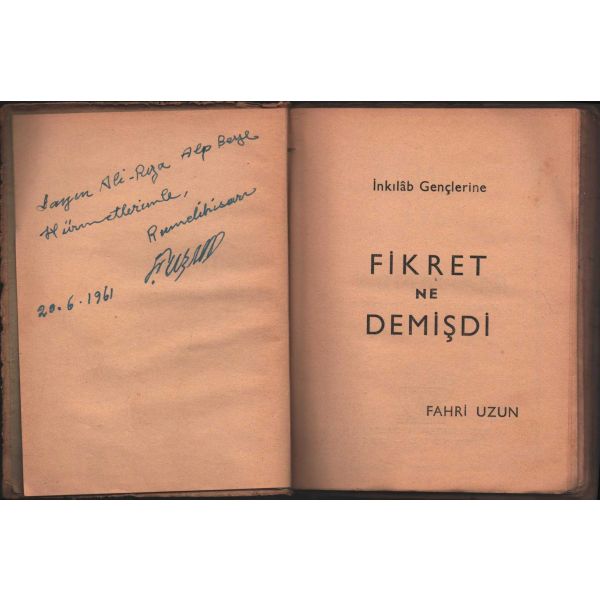 Sayın Ali-Rıza Alp Beye
Hürmetlerimle,
Rumelihisarı
F. Uzun
20.6.1961
İnkılâb Gençlerine
FİKRET
NE
DEMİŞDİ
FAHRİ UZUN